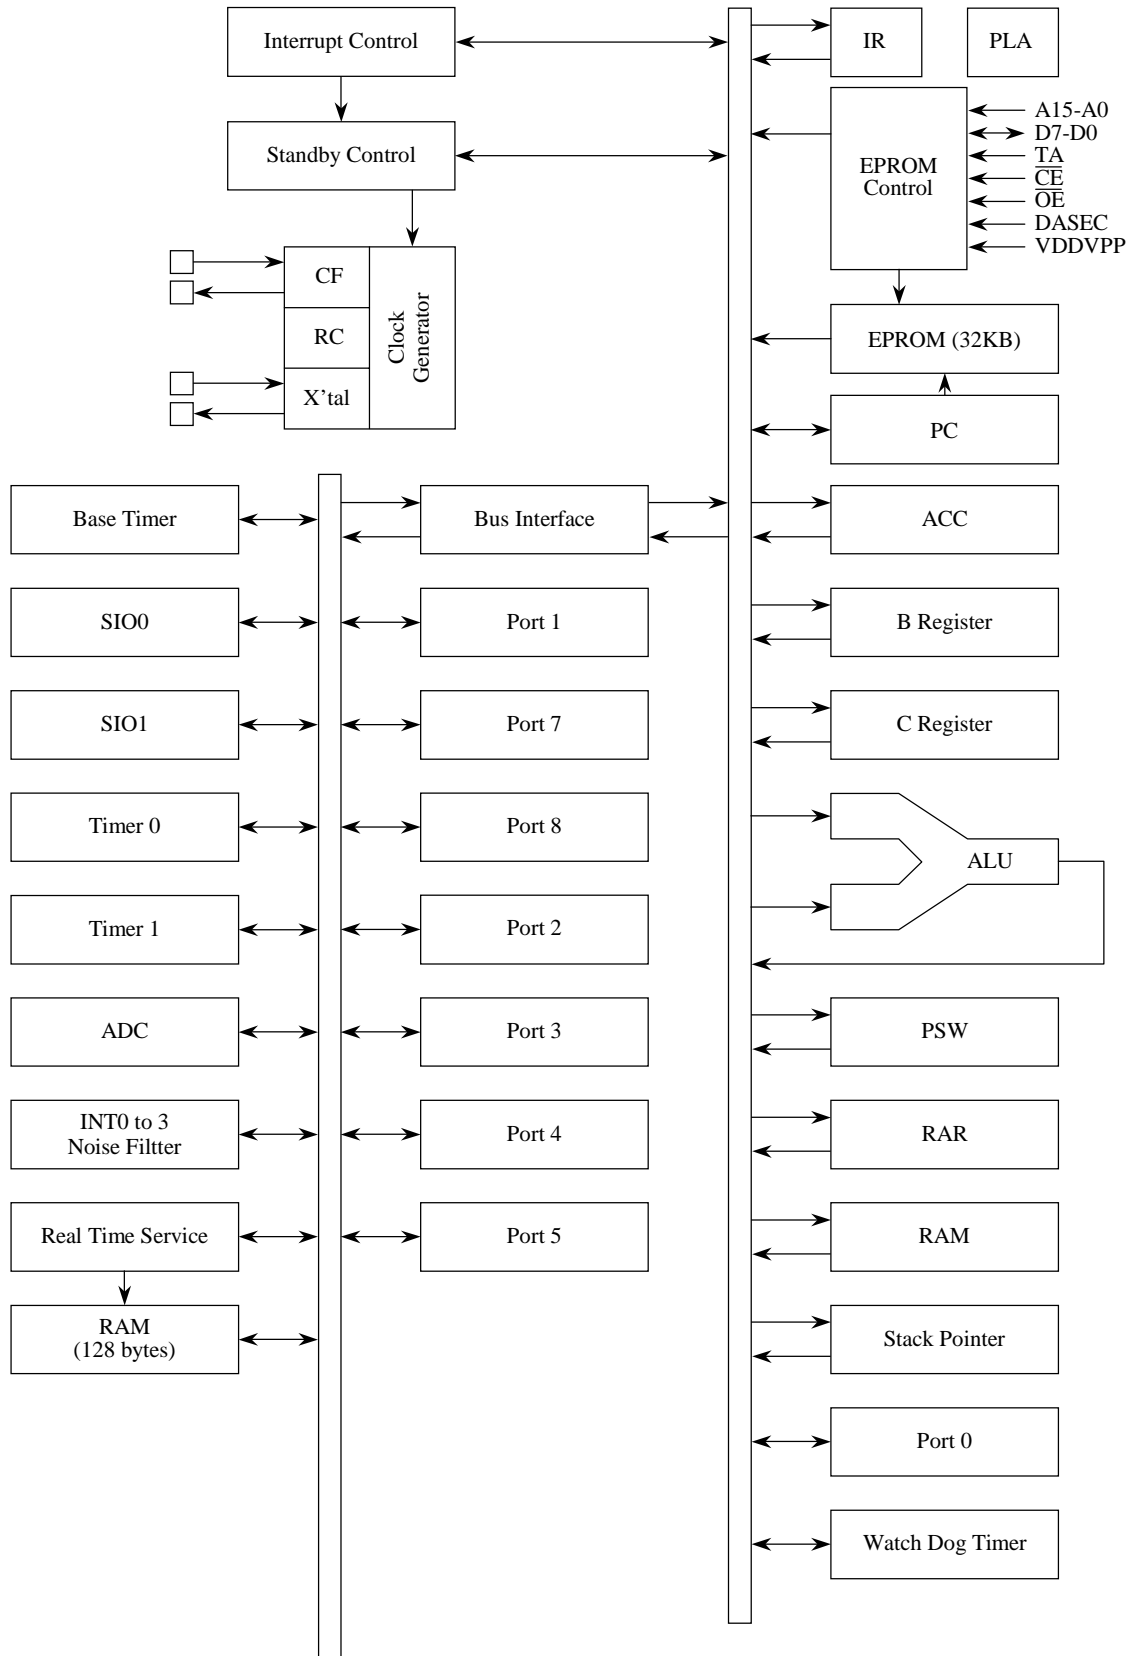 Interrupt Control
IR
PLA
Standby Control
EPROM
Control
A15-A0
D7-D0
TA
C̅E̅
O̅E̅
DASEC
VDDVPP
CF
RC
X’tal
Clock
Generator
EPROM (32KB)
PC
Base Timer
Bus Interface
ACC
SIO0
Port 1
B Register
SIO1
Port 7
C Register
Timer 0
Port 8
ALU
Timer 1
Port 2
ADC
Port 3
PSW
INT0 to 3
Noise Filtter
Port 4
RAR
Real Time Service
Port 5
RAM
RAM
(128 bytes)
Stack Pointer
Port 0
Watch Dog Timer